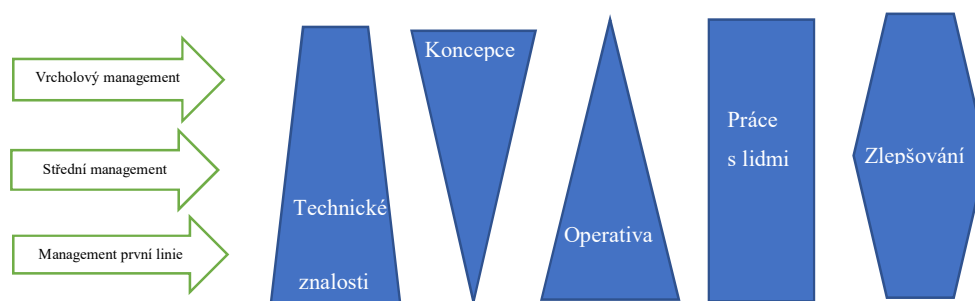 Vrcholový management
Střední management
Management první linie
Technické
znalosti
Koncepce
Operativa
Práce
s lidmi
Zlepšování